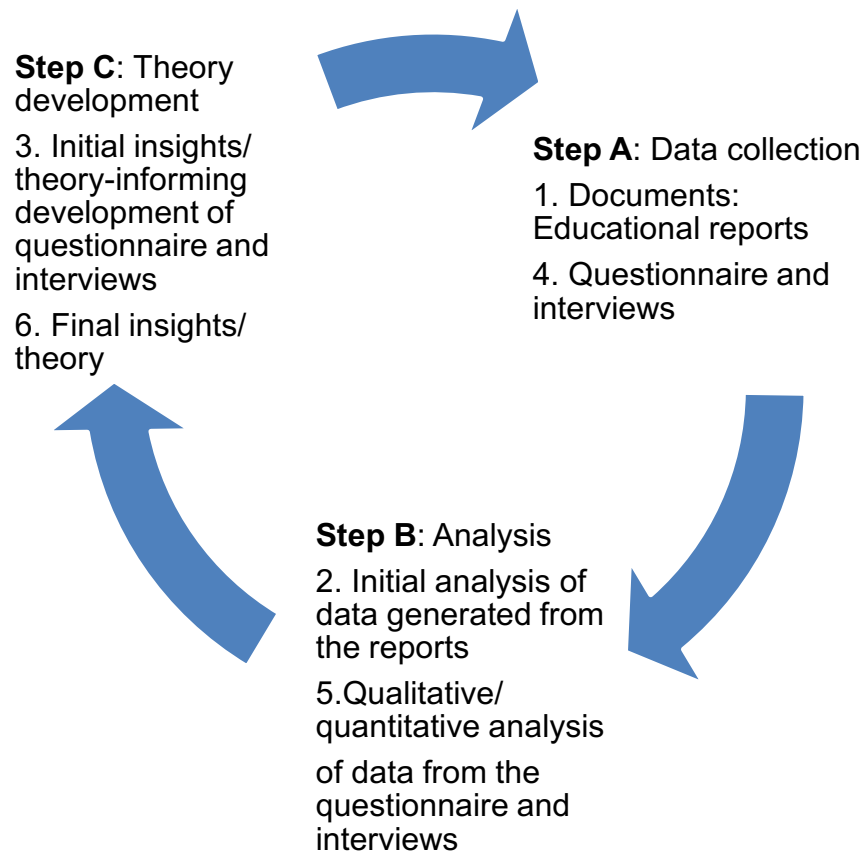 Step C: Theory
development
3. Initial insights/
theory-informing
development of
questionnaire and
interviews
6. Final insights/
theory
Step A: Data collection
1. Documents:
Educational reports
4. Questionnaire and
interviews
Step B: Analysis
2. Initial analysis of
data generated from
the reports
5.Qualitative/
quantitative analysis
of data from the
questionnaire and
interviews